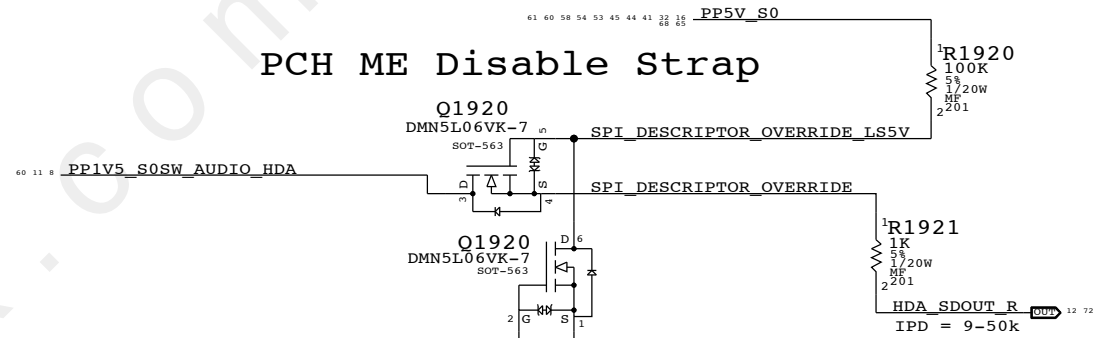 61 60 58 54 53 45 44 41 32 16
68 65
PP5V_S0
PCH ME Disable Strap
1
R1920
100K
5%
1/20W
MF
201
2
Q1920
DMN5L06VK-7
SOT-563
5
G
SPI_DESCRIPTOR_OVERRIDE_LS5V
60 11 8
PP1V5_S0SW_AUDIO_HDA
D
3
S
4
SPI_DESCRIPTOR_OVERRIDE
1
R1921
1K
5%
1/20W
MF
201
2
Q1920
DMN5L06VK-7
SOT-563
D
6
2
G
S
1
HDA_SDOUT_R
OUT
12 72
IPD = 9-50k
.com